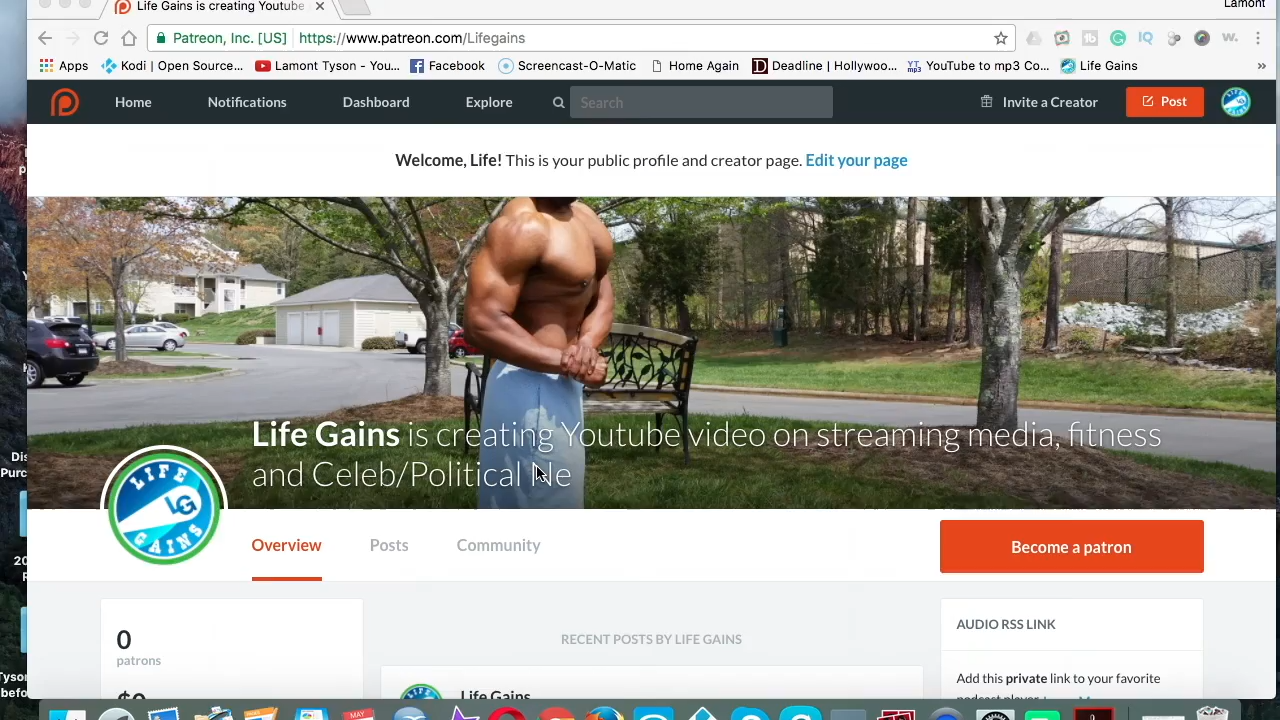 Lamont
Life Gains is creating Youtube
Patreon, Inc. [US] https://www.patreon.com/Lifegains
Apps Kodi | Open Source... Lamont Tyson - You... Facebook Screencast-O-Matic Home Again Deadline | Hollywoo... YouTube to mp3 Co... Life Gains »
Home Notifications Dashboard Explore Search Invite a Creator Post
Welcome, Life! This is your public profile and creator page. Edit your page
Life Gains is creating Youtube video on streaming media, fitness
and Celeb/Political Ne
LIFE
LG
GAINS
Overview Posts Community Become a patron
0
patrons
RECENT POSTS BY LIFE GAINS
AUDIO RSS LINK
Life Gains
Add this private link to your favorite
MAY